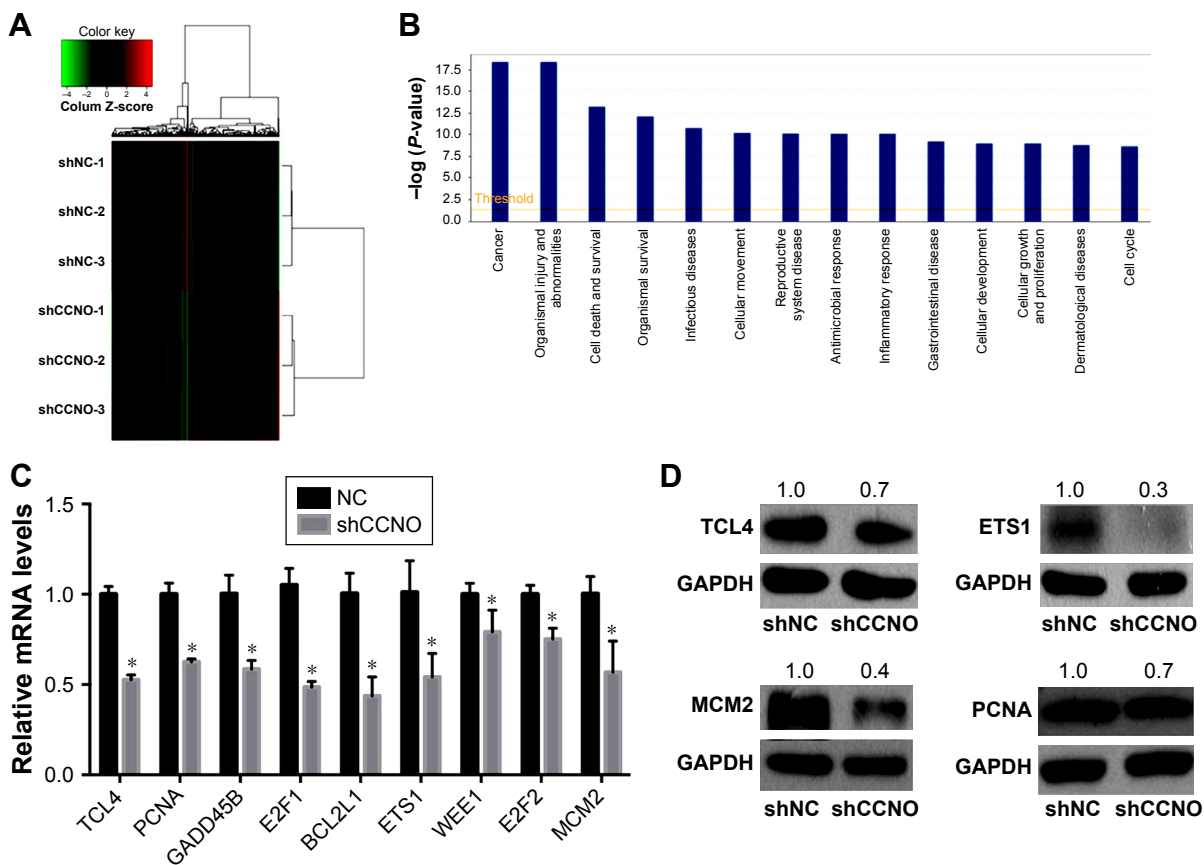 A
Color key
−4 −2 0 2 4
Colum Z-score
shNC-1
shNC-2
shNC-3
shCCNO-1
shCCNO-2
shCCNO-3
B
−log (P-value)
17.5
15.0
12.5
10.0
7.5
5.0
2.5
0.0
Threshold
Cancer
Organismal injury and
abnormalities
Cell death and survival
Organismal survival
Infectious diseases
Cellular movement
Reproductive
system disease
Antimicrobial response
Inflammatory response
Gastrointestinal disease
Cellular development
Cellular growth
and proliferation
Dermatological diseases
Cell cycle
C
NC
shCCNO
Relative mRNA levels
1.5
1.0
0.5
0.0
* * * * * * * * *
TCL4
PCNA
GADD45B
E2F1
BCL2L1
ETS1
WEE1
E2F2
MCM2
D
1.0 0.7
TCL4
GAPDH
shNC shCCNO
1.0 0.3
ETS1
GAPDH
shNC shCCNO
1.0 0.4
MCM2
GAPDH
shNC shCCNO
1.0 0.7
PCNA
GAPDH
shNC shCCNO